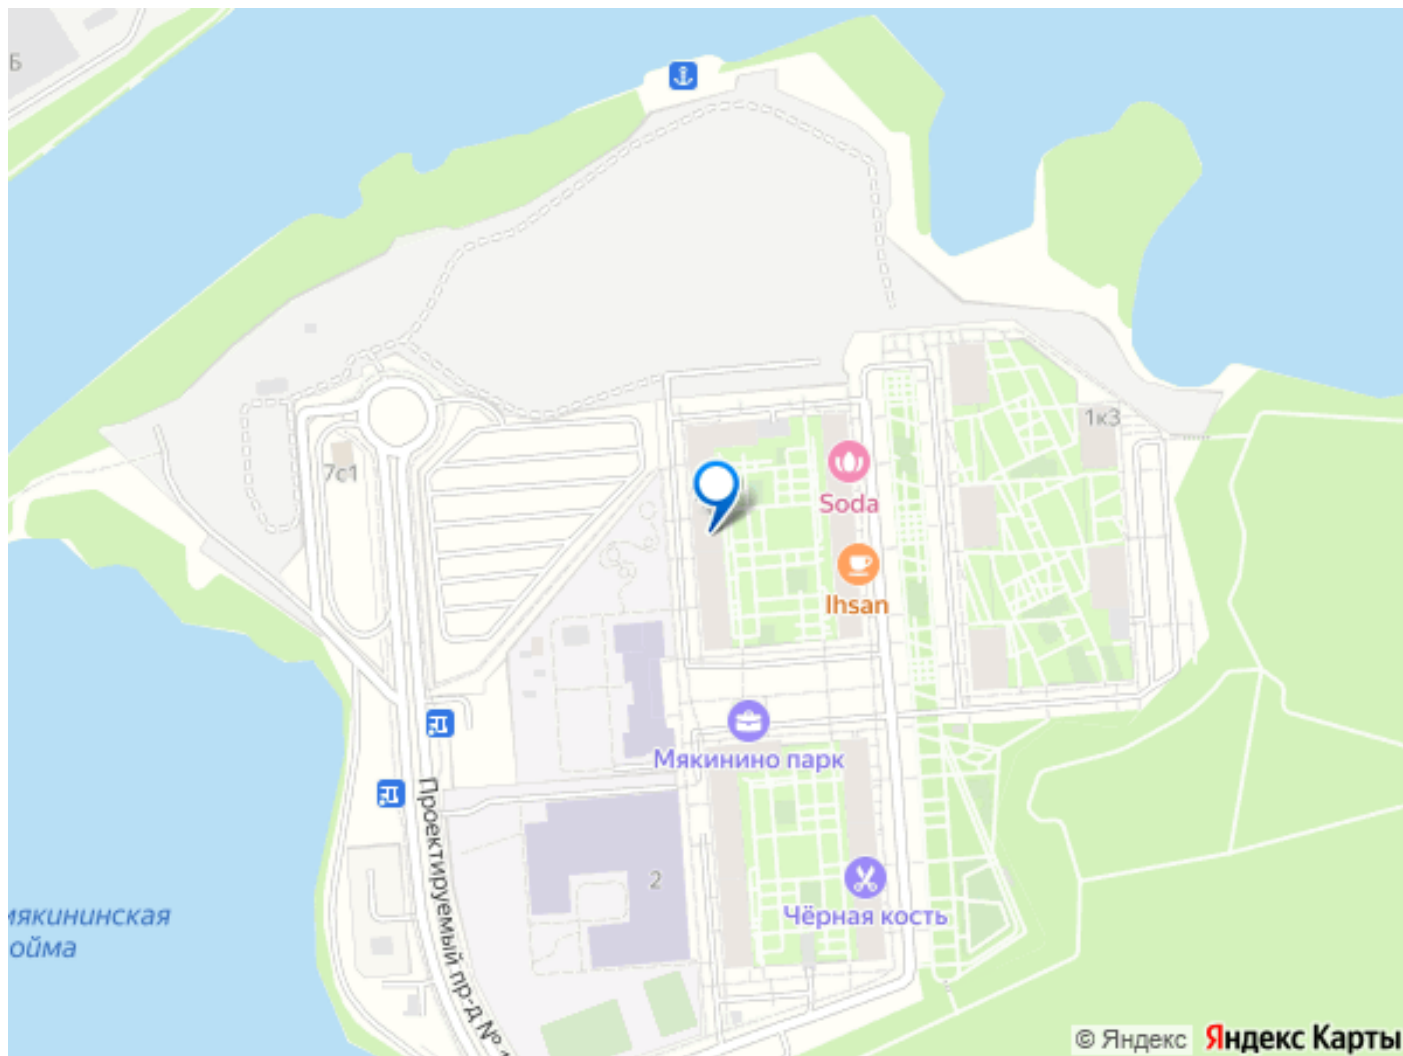 Б
1к3
7с1
Soda
Ihsan
Мякинино парк
Проектируемый пр-д №
2
Чёрная кость
мякининская
ойма
© Яндекс
Яндекс Карты